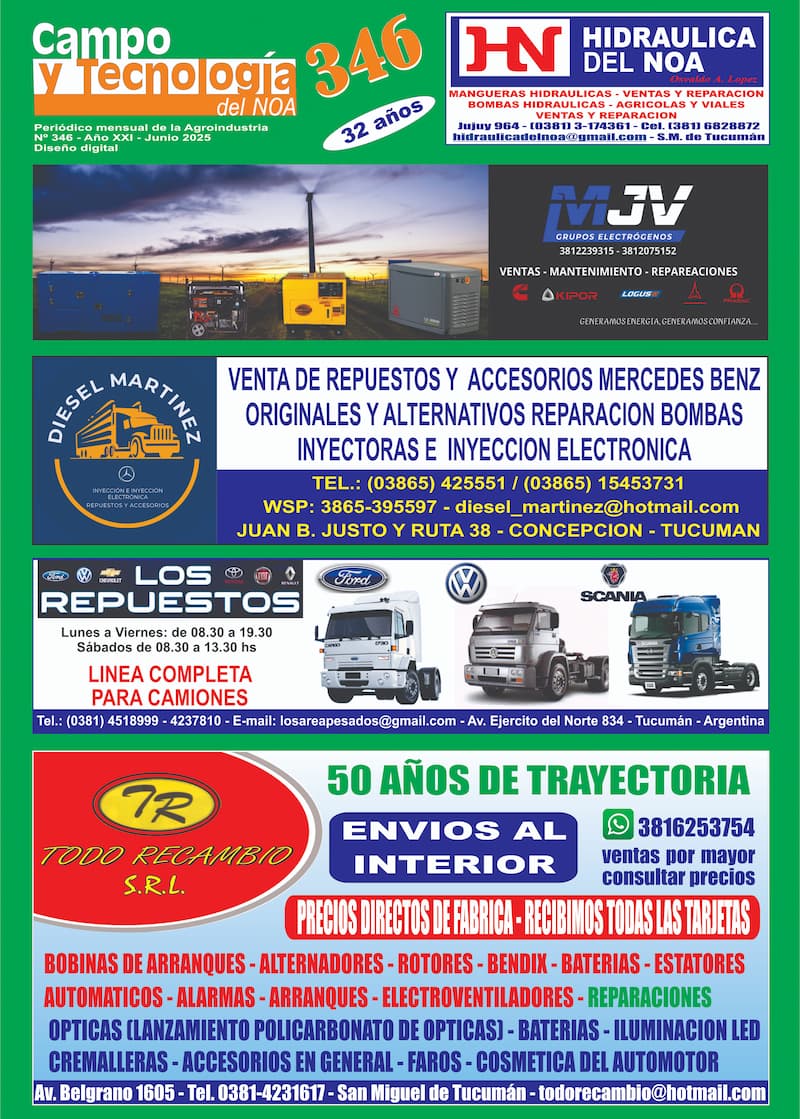 Campo
y Tecnología
del NOA
346
32 años
Periódico mensual de la Agroindustria
Nº 346 - Año XXI - Junio 2025
Diseño digital
HN
HIDRAULICA
DEL NOA
Osvaldo A. Lopez
MANGUERAS HIDRAULICAS - VENTAS Y REPARACION
BOMBAS HIDRAULICAS - AGRICOLAS Y VIALES
VENTAS Y REPARACION
Jujuy 964 - (0381) 3-174361 - Cel. (381) 6828872
hidraulicadelnoa@gmail.com - S.M. de Tucumán
MJV
GRUPOS ELECTRÓGENOS
3812239315 - 3812075152
VENTAS - MANTENIMIENTO - REPAREACIONES
KIPOR
LOGUS
PRAMAC
GENERAMOS ENERGIA, GENERAMOS CONFIANZA...
DIESEL MARTINEZ
INYECCIÓN E INYECCION
ELECTRÓNICA
REPUESTOS Y ACCESORIOS
VENTA DE REPUESTOS Y ACCESORIOS MERCEDES BENZ
ORIGINALES Y ALTERNATIVOS REPARACION BOMBAS
INYECTORAS E INYECCION ELECTRONICA
TEL.: (03865) 425551 / (03865) 15453731
WSP: 3865-395597 - diesel_martinez@hotmail.com
JUAN B. JUSTO Y RUTA 38 - CONCEPCION - TUCUMAN
Ford
CHEVROLET
LOS
TOYOTA
FIAT
RENAULT
REPUESTOS
Lunes a Viernes: de 08.30 a 19.30
Sábados de 08.30 a 13.30 hs
LINEA COMPLETA
PARA CAMIONES
Ford
SCANIA
Tel.: (0381) 4518999 - 4237810 - E-mail: losareapesados@gmail.com - Av. Ejercito del Norte 834 - Tucumán - Argentina
TR
TODO RECAMBIO
S.R.L.
50 AÑOS DE TRAYECTORIA
ENVIOS AL
INTERIOR
3816253754
ventas por mayor
consultar precios
PRECIOS DIRECTOS DE FABRICA - RECIBIMOS TODAS LAS TARJETAS
BOBINAS DE ARRANQUES - ALTERNADORES - ROTORES - BENDIX - BATERIAS - ESTATORES
AUTOMATICOS - ALARMAS - ARRANQUES - ELECTROVENTILADORES - REPARACIONES
OPTICAS (LANZAMIENTO POLICARBONATO DE OPTICAS) - BATERIAS - ILUMINACION LED
CREMALLERAS - ACCESORIOS EN GENERAL - FAROS - COSMETICA DEL AUTOMOTOR
Av. Belgrano 1605 - Tel. 0381-4231617 - San Miguel de Tucumán - todorecambio@hotmail.com